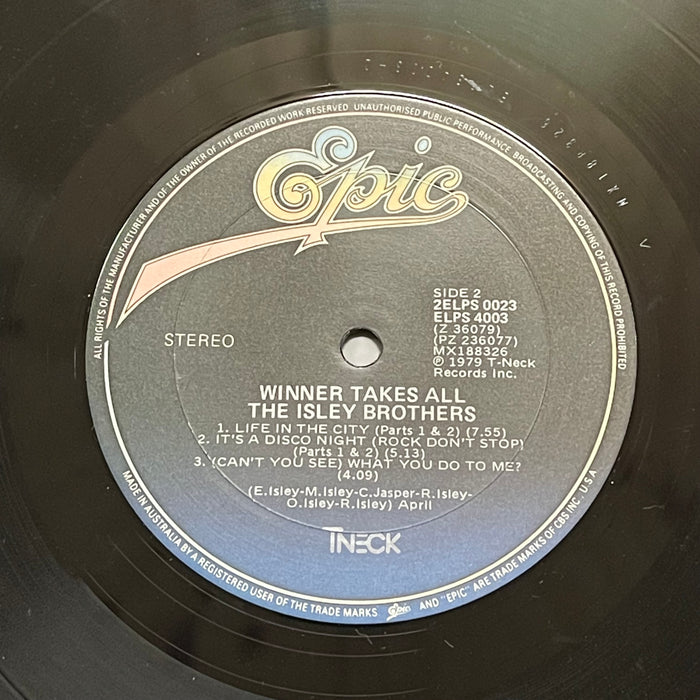 ALL RIGHTS OF THE MANUFACTURER AND OF THE OWNER OF THE RECORDED WORK RESERVED. UNAUTHORISED PUBLIC PERFORMANCE, BROADCASTING AND COPYING OF THIS RECORD PROHIBITED
Epic
SIDE 2
2ELPS 0023
ELPS 4003
(Z 36079)
(PZ 236077)
MX188326
℗ 1979 T-Neck
Records Inc.
STEREO
WINNER TAKES ALL
THE ISLEY BROTHERS
1. LIFE IN THE CITY (Parts 1 & 2) (7.55)
2. IT'S A DISCO NIGHT (ROCK DON'T STOP)
(Parts 1 & 2) (5.13)
3. (CAN'T YOU SEE) WHAT YOU DO TO ME?
(4.09)
(E.Isley-M.Isley-C.Jasper-R.Isley-
O.Isley-R.Isley) April
TNECK
MADE IN AUSTRALIA BY A REGISTERED USER OF THE TRADE MARKS Epic AND "EPIC" ARE TRADE MARKS OF CBS INC. U.S.A